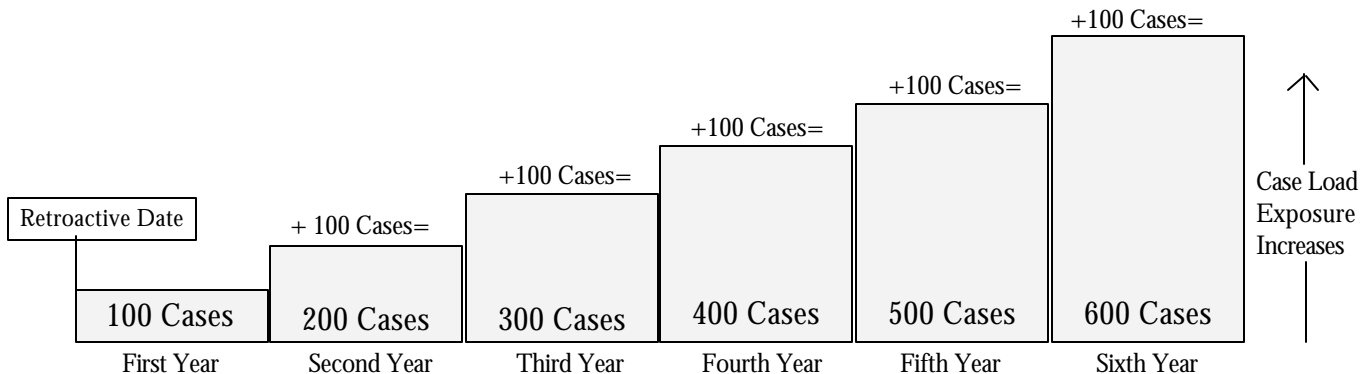 +100 Cases=
+100 Cases=
+100 Cases=
+100 Cases=
+ 100 Cases=
Retroactive Date
Case Load
Exposure
Increases
100 Cases
200 Cases
300 Cases
400 Cases
500 Cases
600 Cases
First Year
Second Year
Third Year
Fourth Year
Fifth Year
Sixth Year